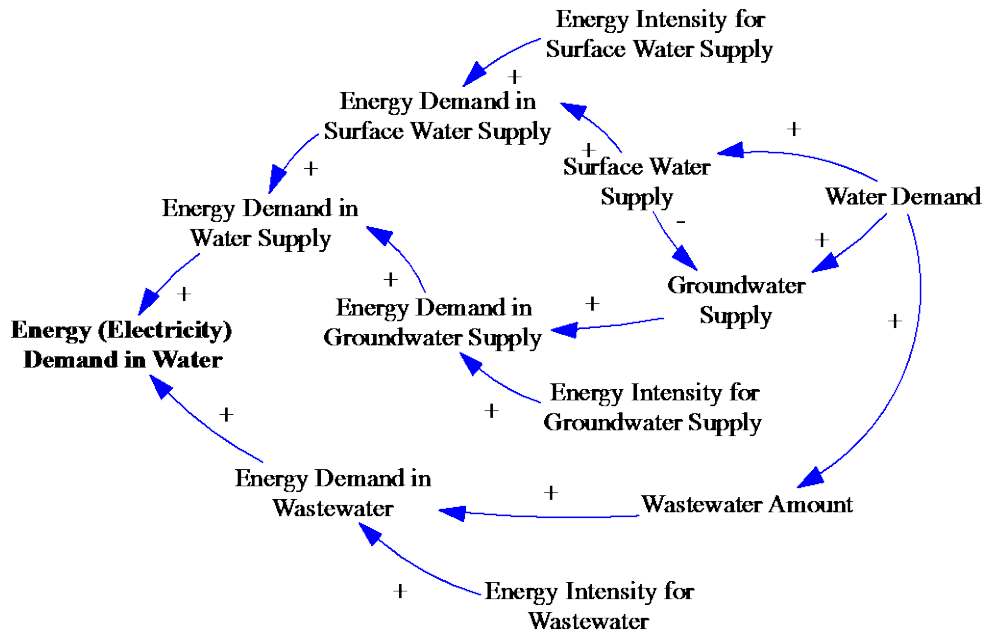 Energy Intensity for
Surface Water Supply
+
Energy Demand in
Surface Water Supply
+
+
Surface Water
Supply
+
Water Demand
Energy Demand in
Water Supply
-
+
+
Groundwater
Supply
+
Energy Demand in
Groundwater Supply
+
+
Energy (Electricity)
Demand in Water
+
Energy Intensity for
Groundwater Supply
+
+
Energy Demand in
Wastewater
+
Wastewater Amount
+
Energy Intensity for
Wastewater